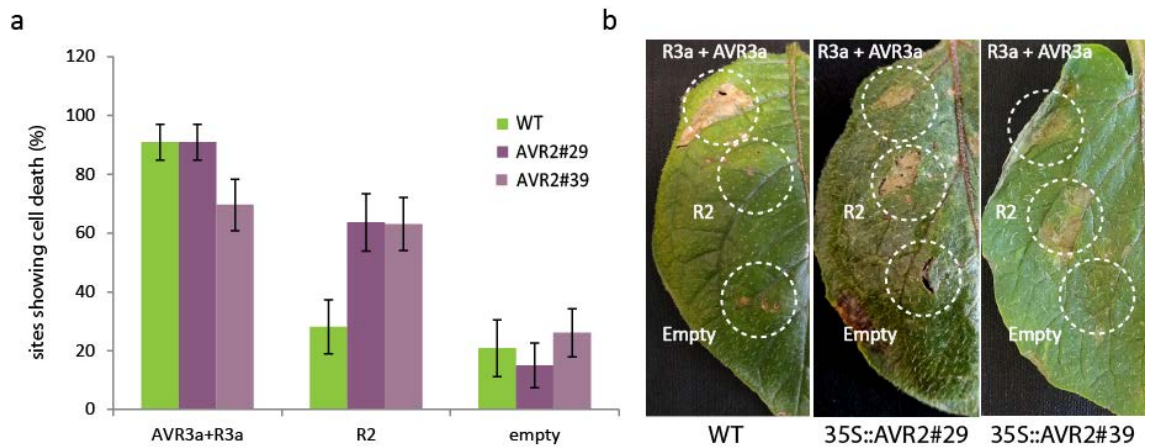 a
120
100
80
60
40
20
0
sites showing cell death (%)
WT
AVR2#29
AVR2#39
AVR3a+R3a
R2
empty
b
R3a + AVR3a
R2
Empty
WT
R3a + AVR3a
R2
Empty
35S::AVR2#29
R3a + AVR3a
R2
Empty
35S::AVR2#39